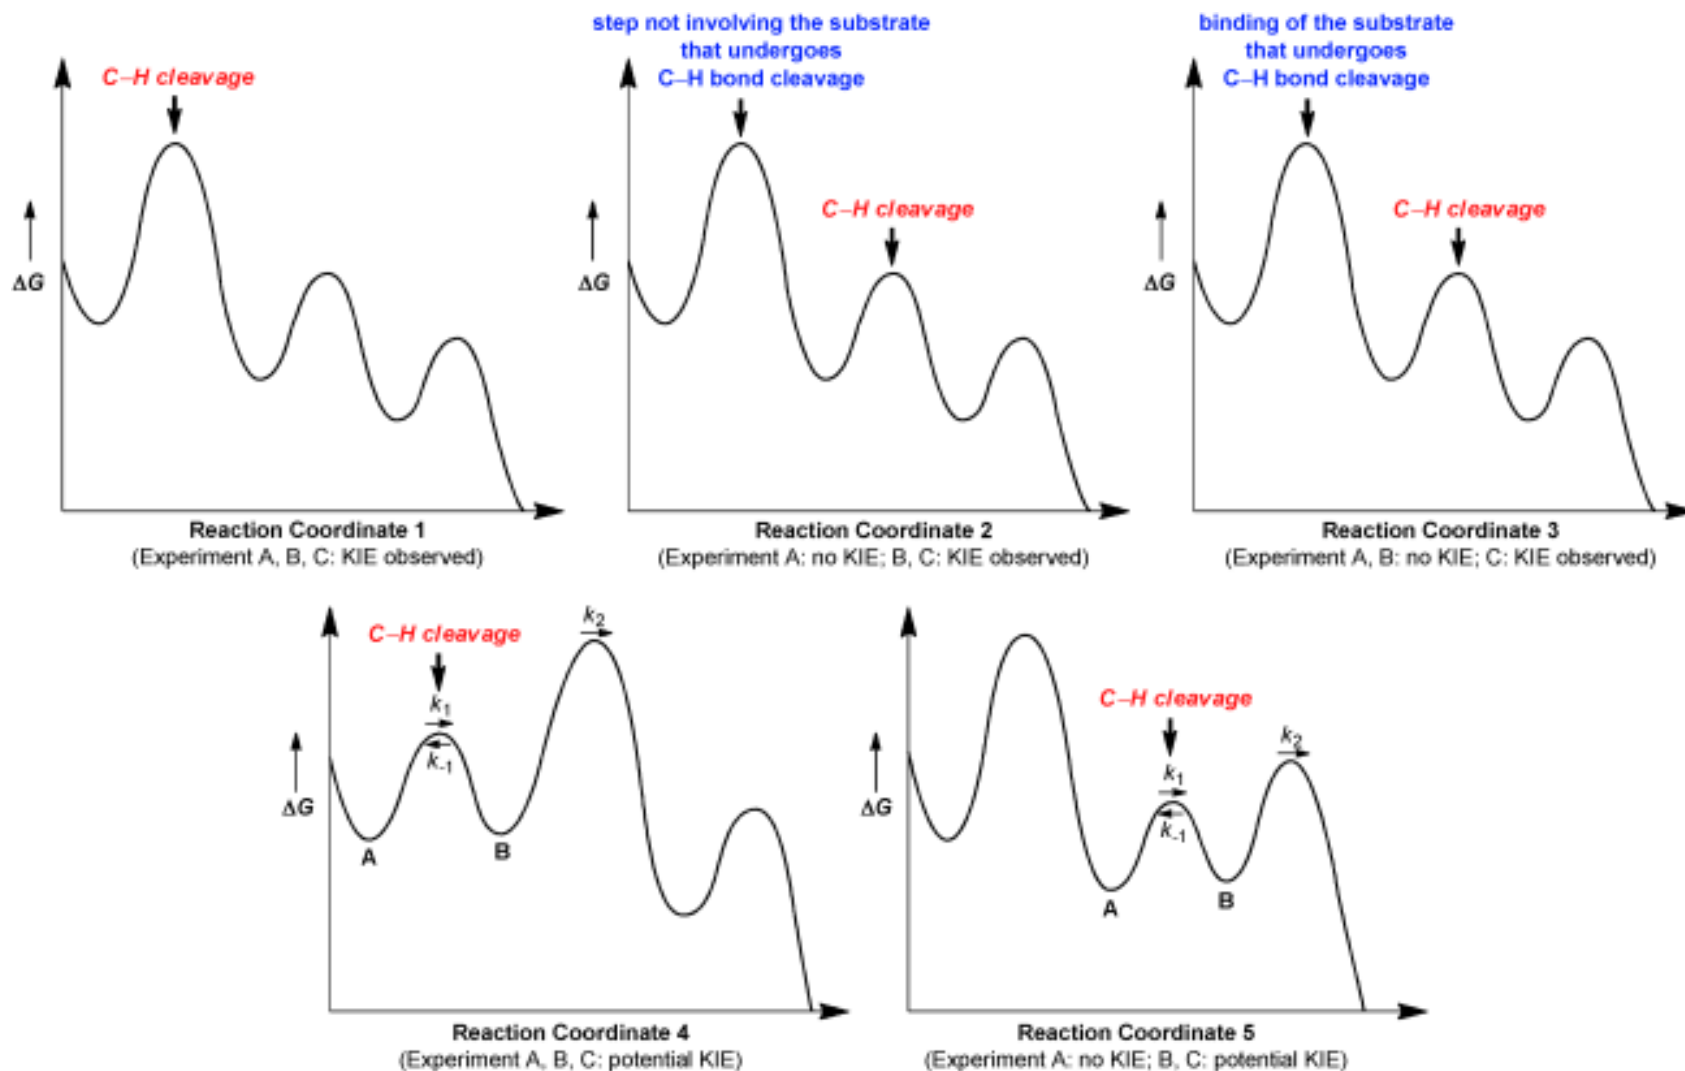 step not involving the substrate
that undergoes
C–H bond cleavage
binding of the substrate
that undergoes
C–H bond cleavage
C–H cleavage
C–H cleavage
C–H cleavage
ΔG
ΔG
ΔG
Reaction Coordinate 1
(Experiment A, B, C: KIE observed)
Reaction Coordinate 2
(Experiment A: no KIE; B, C: KIE observed)
Reaction Coordinate 3
(Experiment A, B: no KIE; C: KIE observed)
C–H cleavage
k2
k1
k-1
ΔG
A
B
Reaction Coordinate 4
(Experiment A, B, C: potential KIE)
C–H cleavage
k2
k1
k-1
ΔG
A
B
Reaction Coordinate 5
(Experiment A: no KIE; B, C: potential KIE)